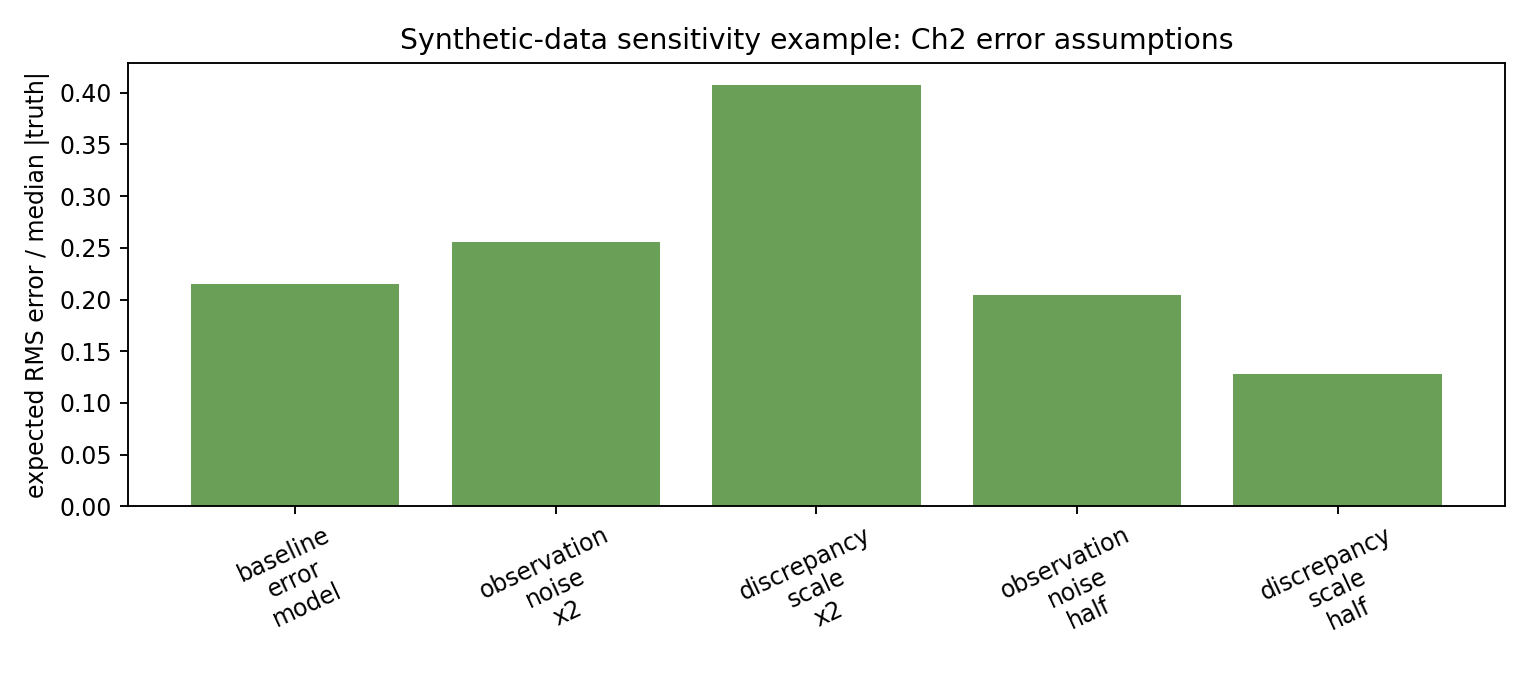 Synthetic-data sensitivity example: Ch2 error assumptions
expected RMS error / median |truth|
0.40
0.35
0.30
0.25
0.20
0.15
0.10
0.05
0.00
baseline
error
model
observation
noise
x2
discrepancy
scale
x2
observation
noise
half
discrepancy
scale
half